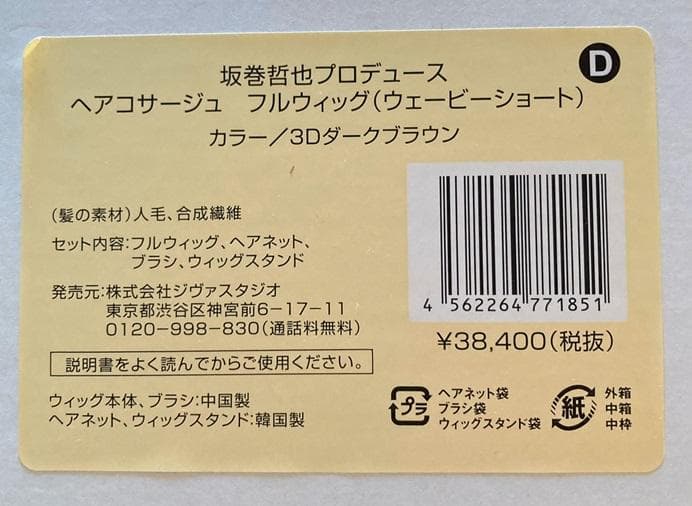 坂巻哲也プロデュース
D
ヘアコサージュ　フルウィッグ(ウェービーショート)
カラー／3Dダークブラウン
(髪の素材)人毛、合成繊維
セット内容:フルウィッグ、ヘアネット、
ブラシ、ウィッグスタンド
発売元:株式会社ジヴァスタジオ
東京都渋谷区神宮前6-17-11
0120-998-830(通話料無料)
説明書をよく読んでからご使用ください。
ウィッグ本体、ブラシ:中国製
ヘアネット、ウィッグスタンド:韓国製
4 562264 771851
¥38,400(税抜)
プラ
ヘアネット袋
ブラシ袋
ウィッグスタンド袋
紙
外箱
中箱
中枠